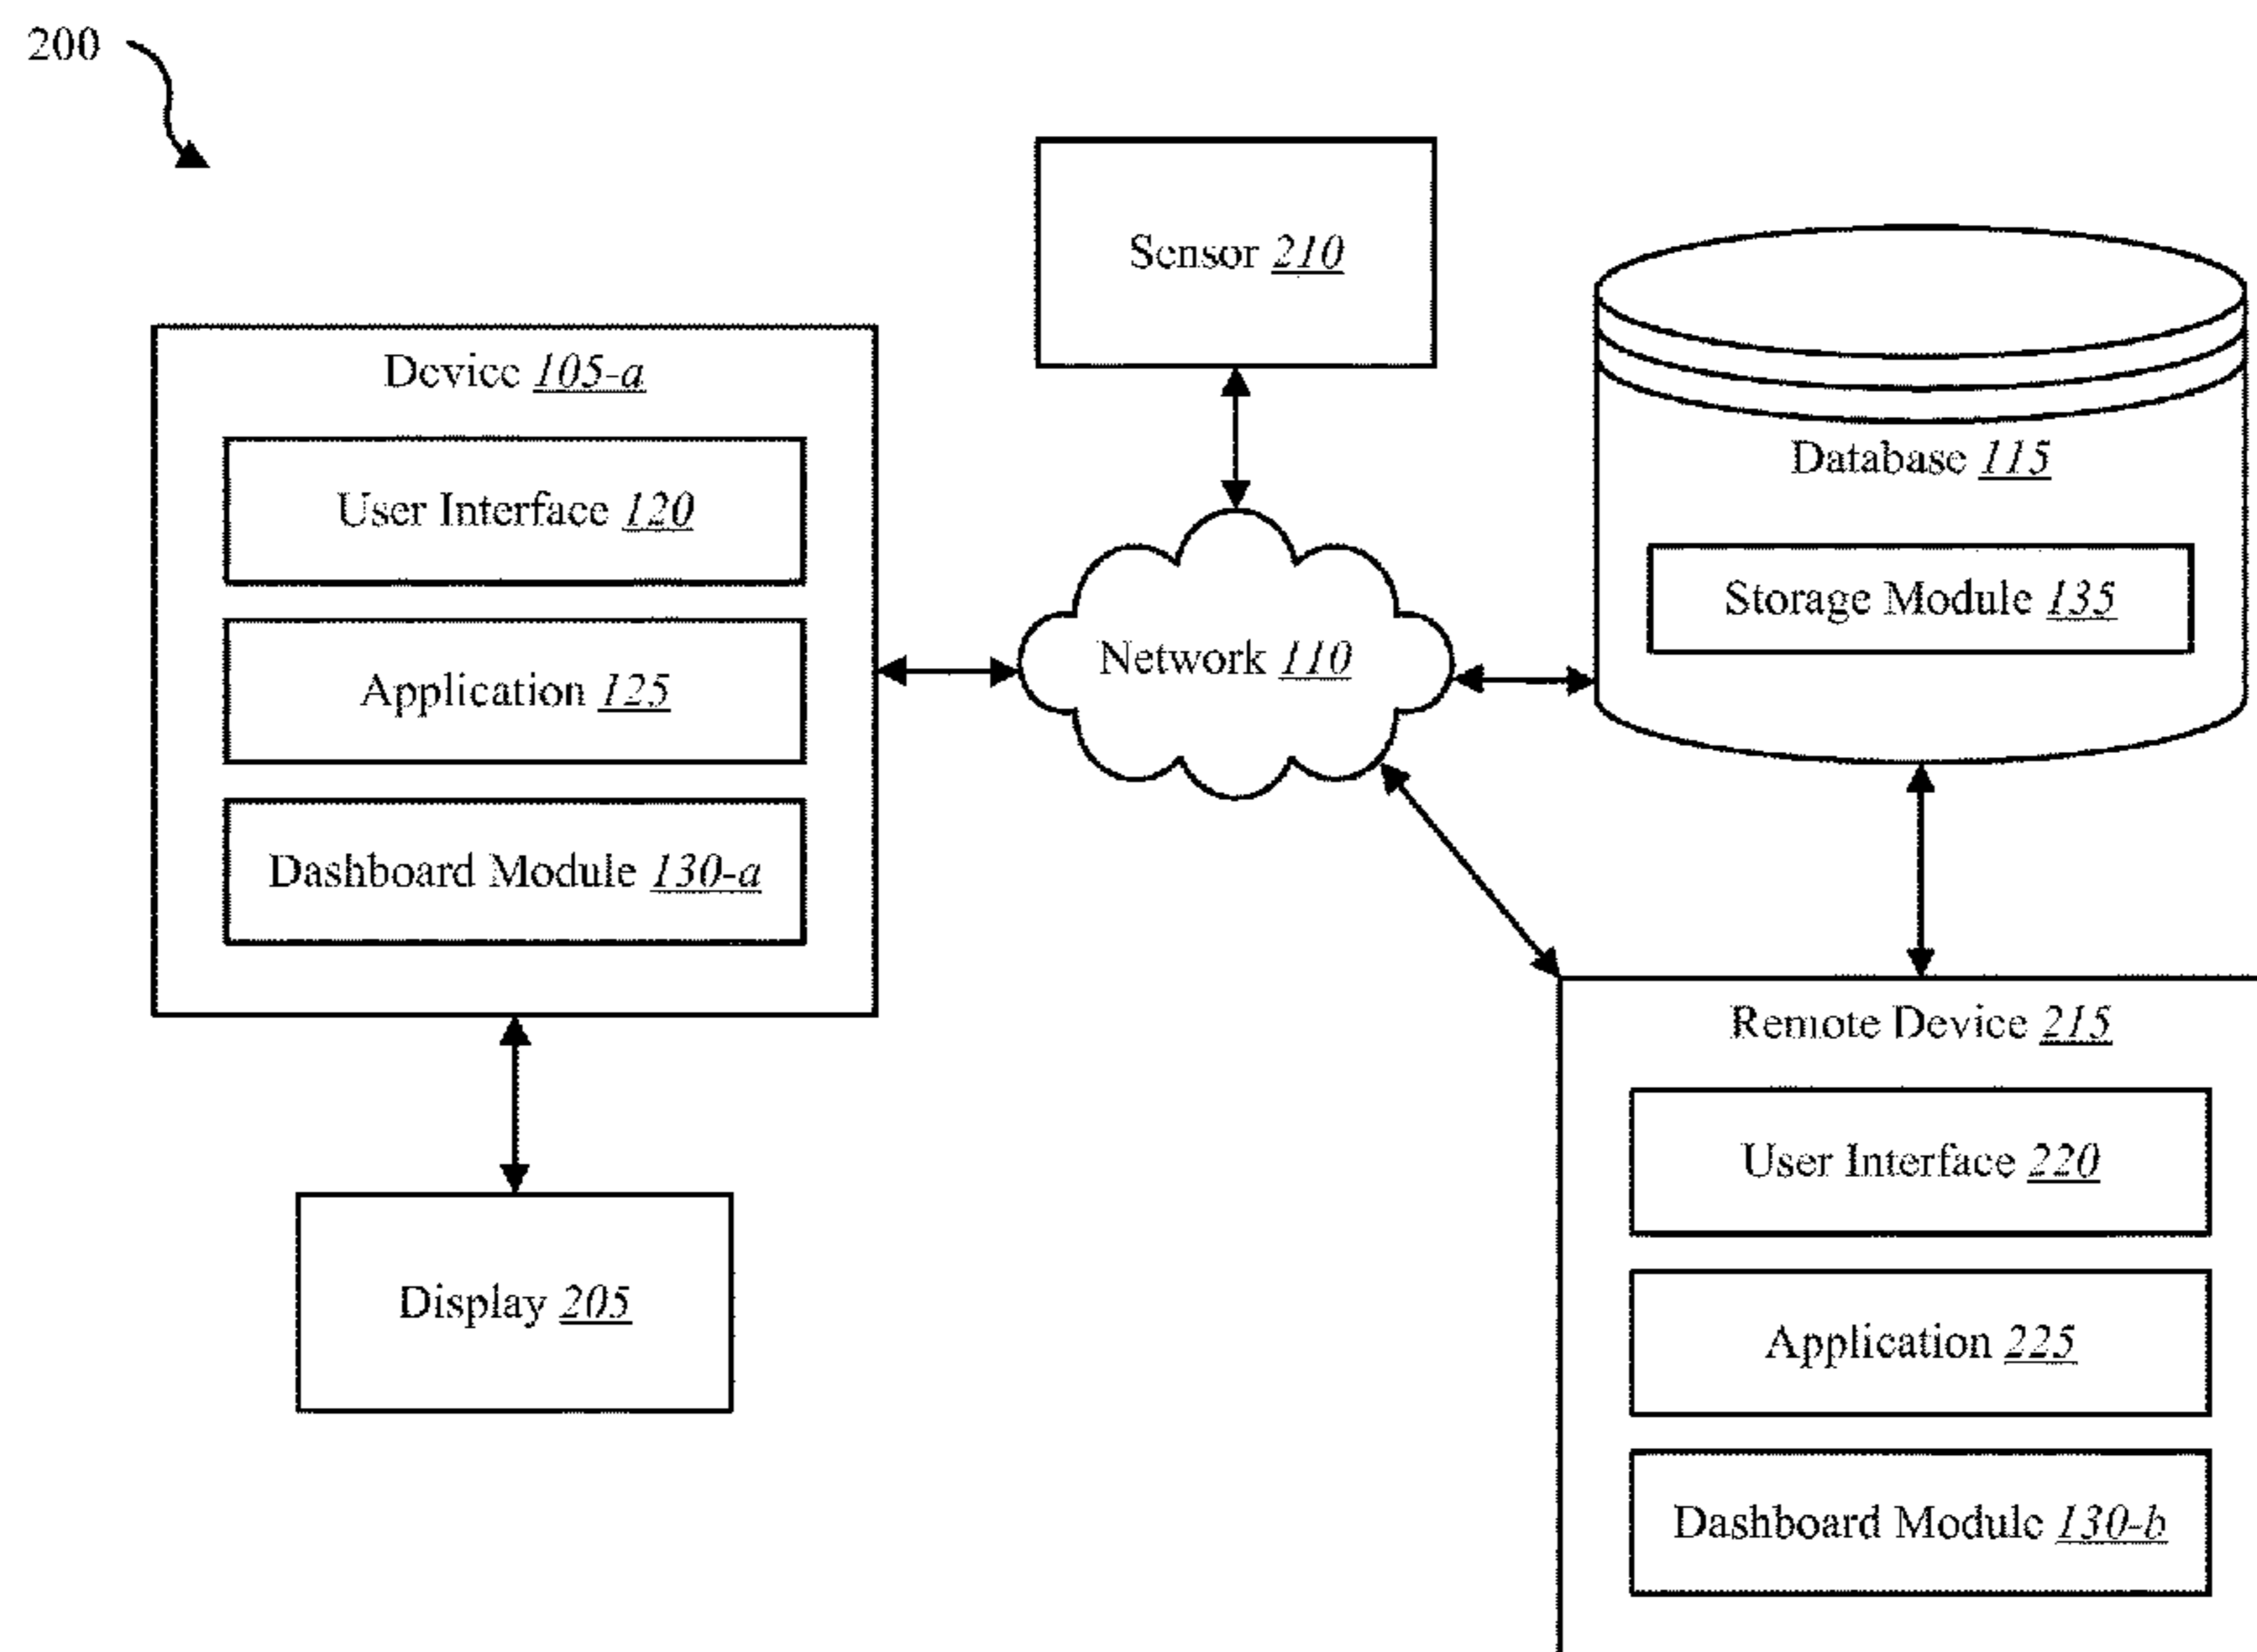 200
Sensor 210
Device 105-a
User Interface 120
Application 125
Dashboard Module 130-a
Network 110
Database 115
Storage Module 135
Display 205
Remote Device 215
User Interface 220
Application 225
Dashboard Module 130-b